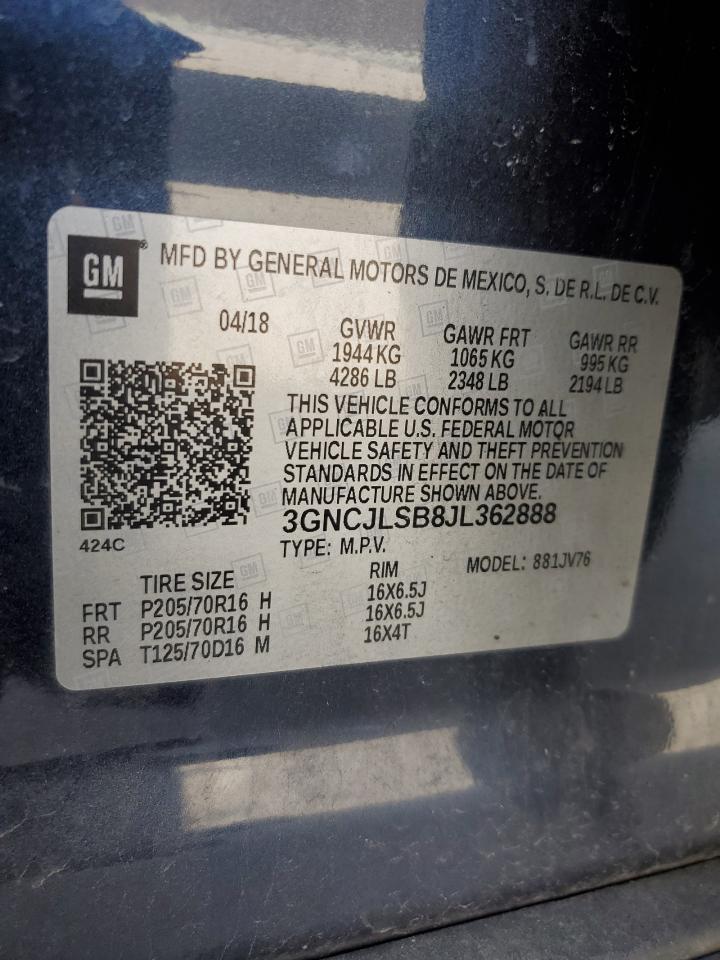 GM® MFD BY GENERAL MOTORS DE MEXICO, S. DE R.L. DE C.V.
04/18 GVWR GAWR FRT GAWR RR
1944 KG 1065 KG 995 KG
4286 LB 2348 LB 2194 LB
THIS VEHICLE CONFORMS TO ALL
APPLICABLE U.S. FEDERAL MOTOR
VEHICLE SAFETY AND THEFT PREVENTION
STANDARDS IN EFFECT ON THE DATE OF
MANUFACTURE SHOWN ABOVE.
3GNCJLSB8JL362888
424C
TYPE: M.P.V. MODEL: 881JV76
TIRE SIZE RIM
FRT P205/70R16 H 16X6.5J
RR P205/70R16 H 16X6.5J
SPA T125/70D16 M 16X4T